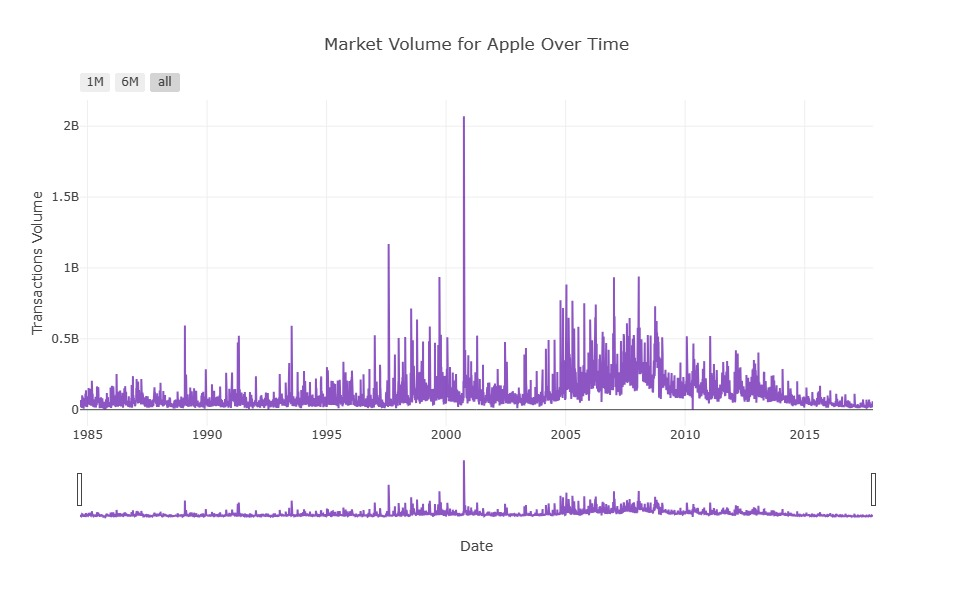 Market Volume for Apple Over Time
1M 6M all
2B
1.5B
1B
0.5B
0
Transactions Volume
1985 1990 1995 2000 2005 2010 2015
Date